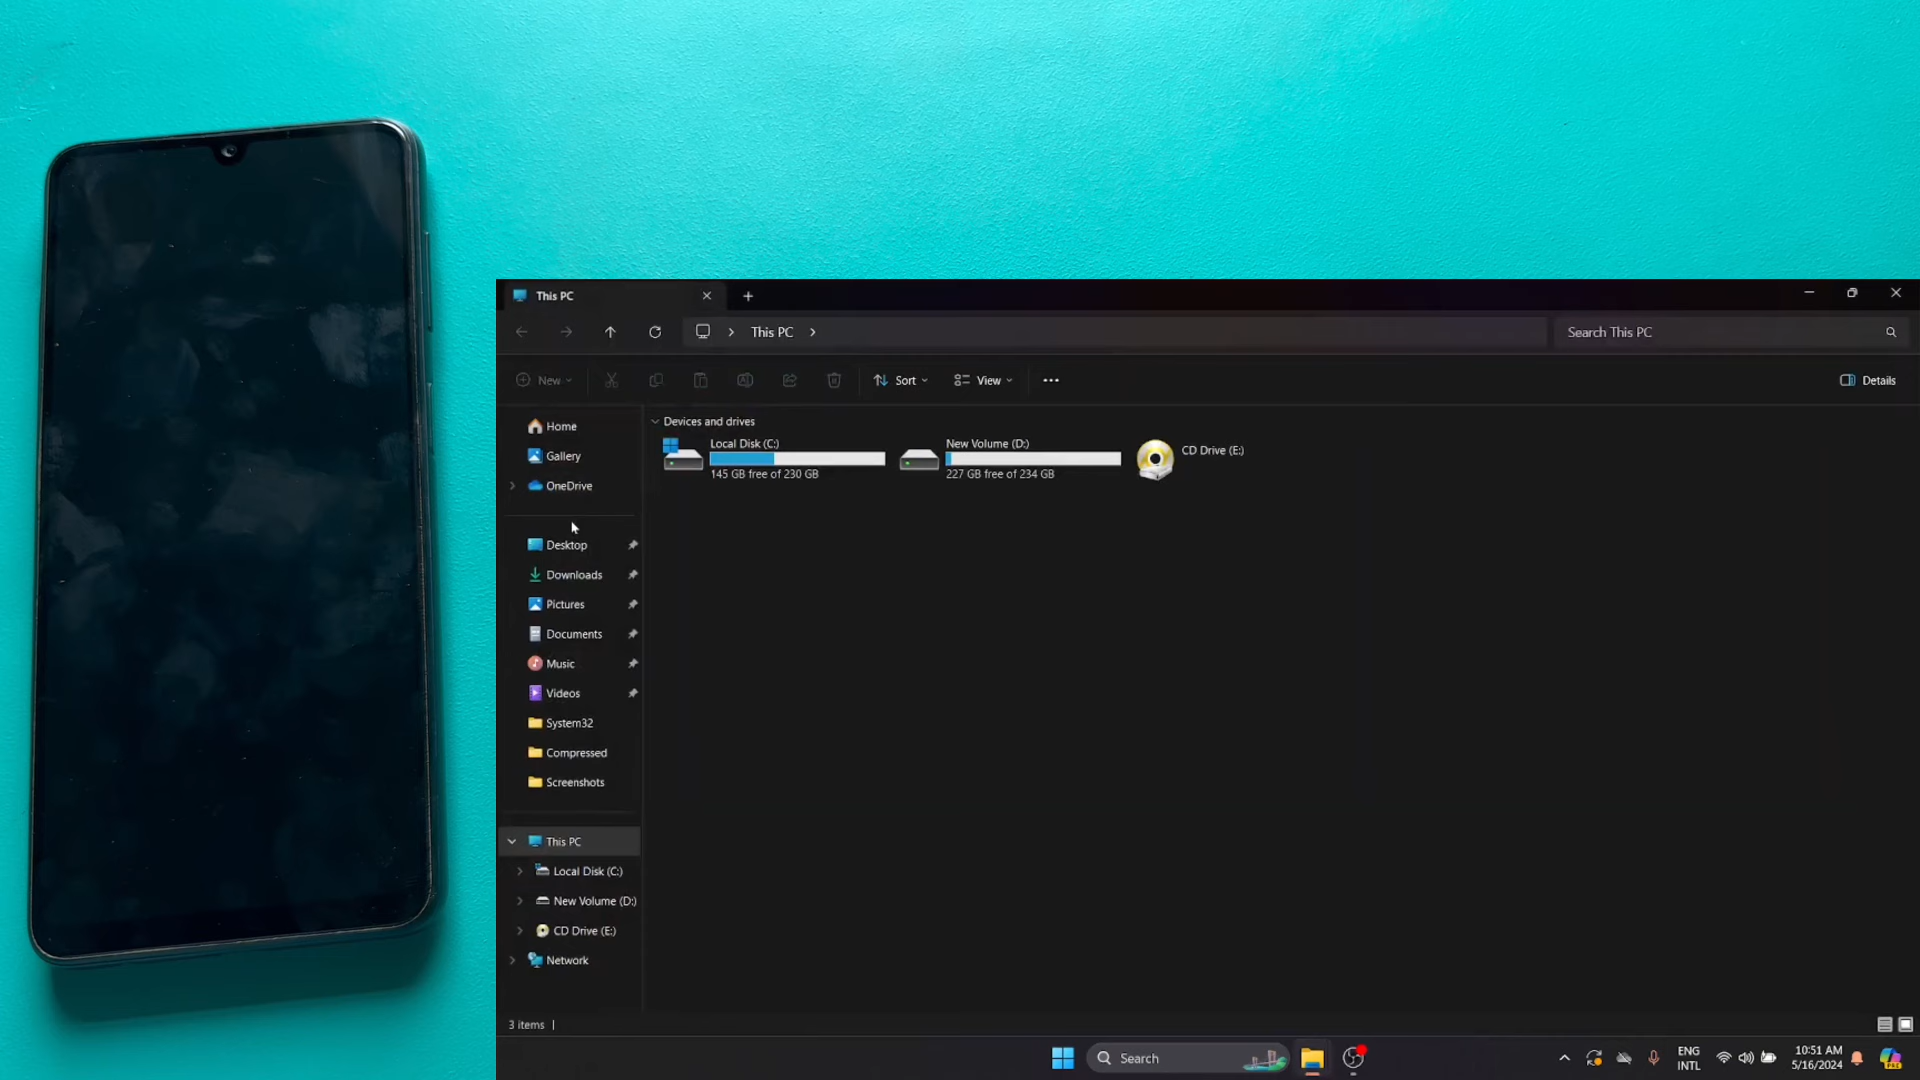 This PC
This PC
Search This PC
New
Sort
View
Details
Home
Gallery
OneDrive
Desktop
Downloads
Pictures
Documents
Music
Videos
System32
Compressed
Screenshots
This PC
Local Disk (C:)
New Volume (D:)
CD Drive (E:)
Network
Devices and drives
Local Disk (C:)
145 GB free of 230 GB
New Volume (D:)
227 GB free of 234 GB
CD Drive (E:)
3 items
Search
ENG
INTL
10:51 AM
5/16/2024
PRE